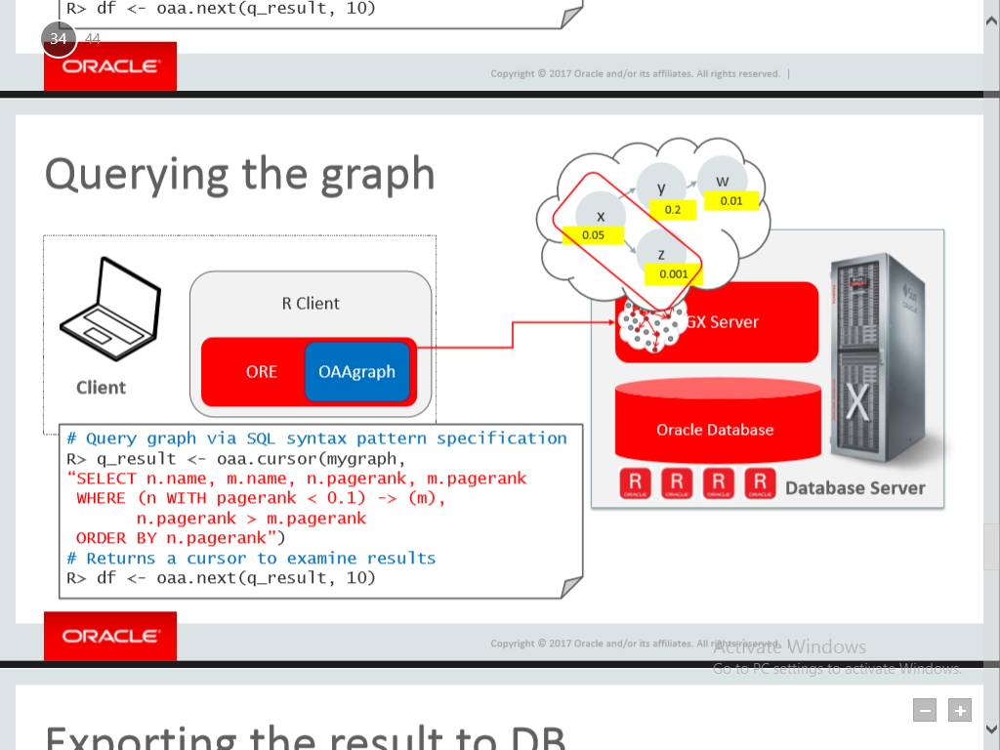 R> df <- oaa.next(q_result, 10)
34 44
ORACLE
Copyright © 2017 Oracle and/or its affiliates. All rights reserved. |
Querying the graph
y
w
0.2
0.01
x
0.05
z
0.001
R Client
GX Server
ORE
OAAgraph
Client
X
Oracle Database
# Query graph via SQL syntax pattern specification
R> q_result <- oaa.cursor(mygraph,
“SELECT n.name, m.name, n.pagerank, m.pagerank
WHERE (n WITH pagerank < 0.1) -> (m),
n.pagerank > m.pagerank
ORDER BY n.pagerank”)
# Returns a cursor to examine results
R> df <- oaa.next(q_result, 10)
R R R R
ORACLE ORACLE ORACLE ORACLE
Database Server
ORACLE
Copyright © 2017 Oracle and/or its affiliates. All rights reserved. |
Activate Windows
Go to PC settings to activate Windows.
Exporting the result to DB